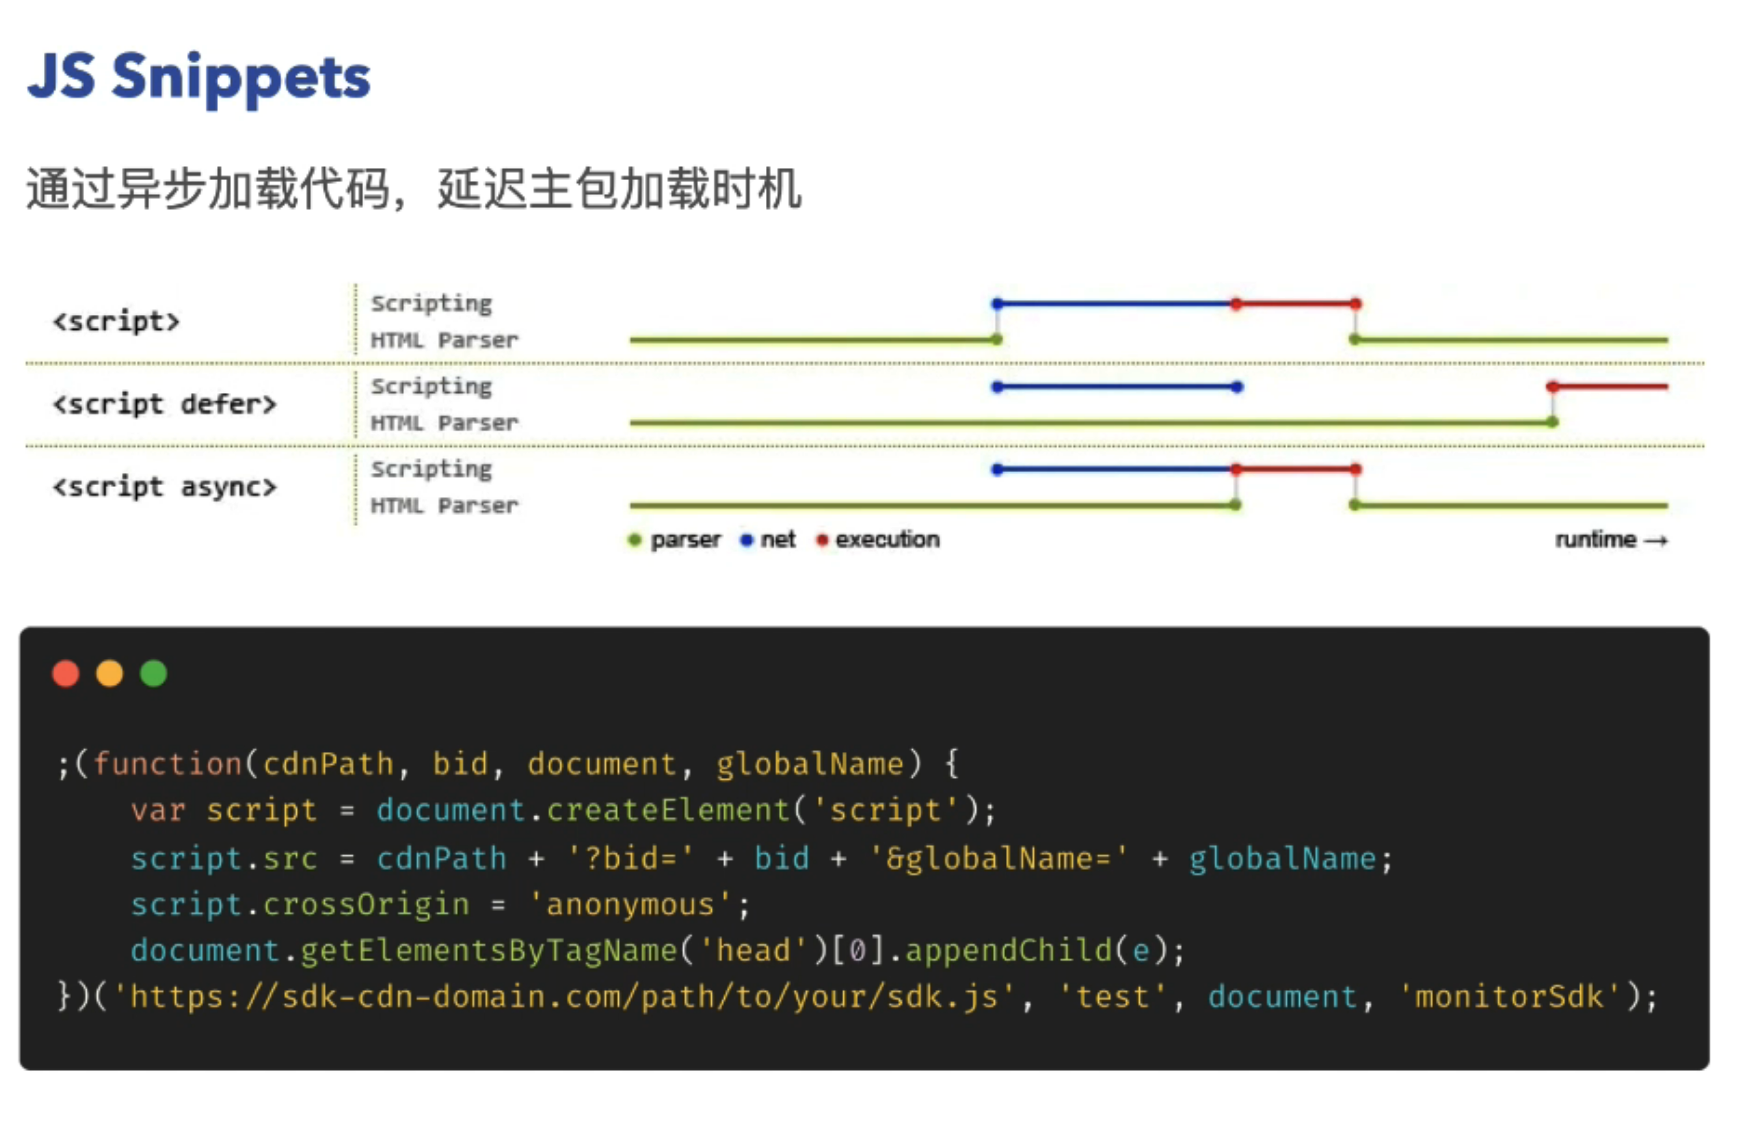 JS Snippets
通过异步加载代码，延迟主包加载时机
<script>
Scripting
HTML Parser
<script defer>
Scripting
HTML Parser
<script async>
Scripting
HTML Parser
parser net execution
runtime →
;(function(cdnPath, bid, document, globalName) {
    var script = document.createElement('script');
    script.src = cdnPath + '?bid=' + bid + '&globalName=' + globalName;
    script.crossOrigin = 'anonymous';
    document.getElementsByTagName('head')[0].appendChild(e);
})('https://sdk-cdn-domain.com/path/to/your/sdk.js', 'test', document, 'monitorSdk');